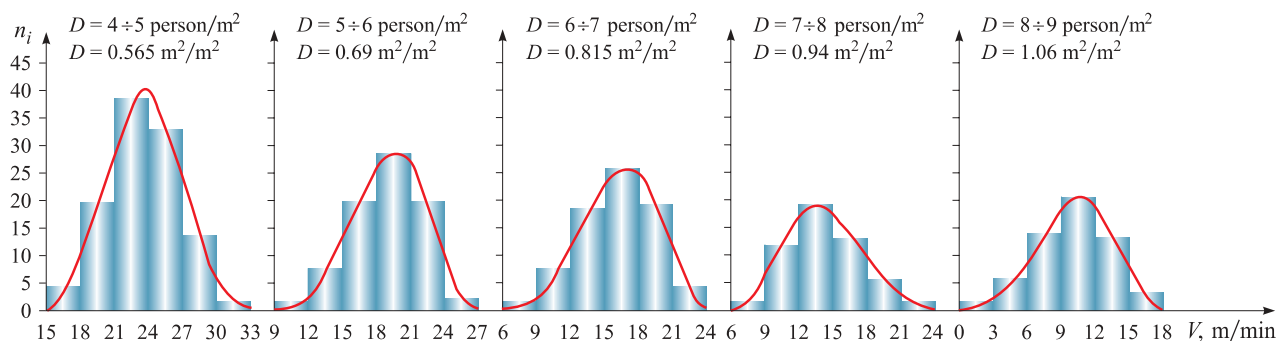 n_i
D = 4÷5 person/m²
D = 0.565 m²/m²
D = 5÷6 person/m²
D = 0.69 m²/m²
D = 6÷7 person/m²
D = 0.815 m²/m²
D = 7÷8 person/m²
D = 0.94 m²/m²
D = 8÷9 person/m²
D = 1.06 m²/m²
45
40
35
30
25
20
15
10
5
0
15 18 21 24 27 30 33
9 12 15 18 21 24 27
6 9 12 15 18 21 24
6 9 12 15 18 21 24
0 3 6 9 12 15 18
V, m/min